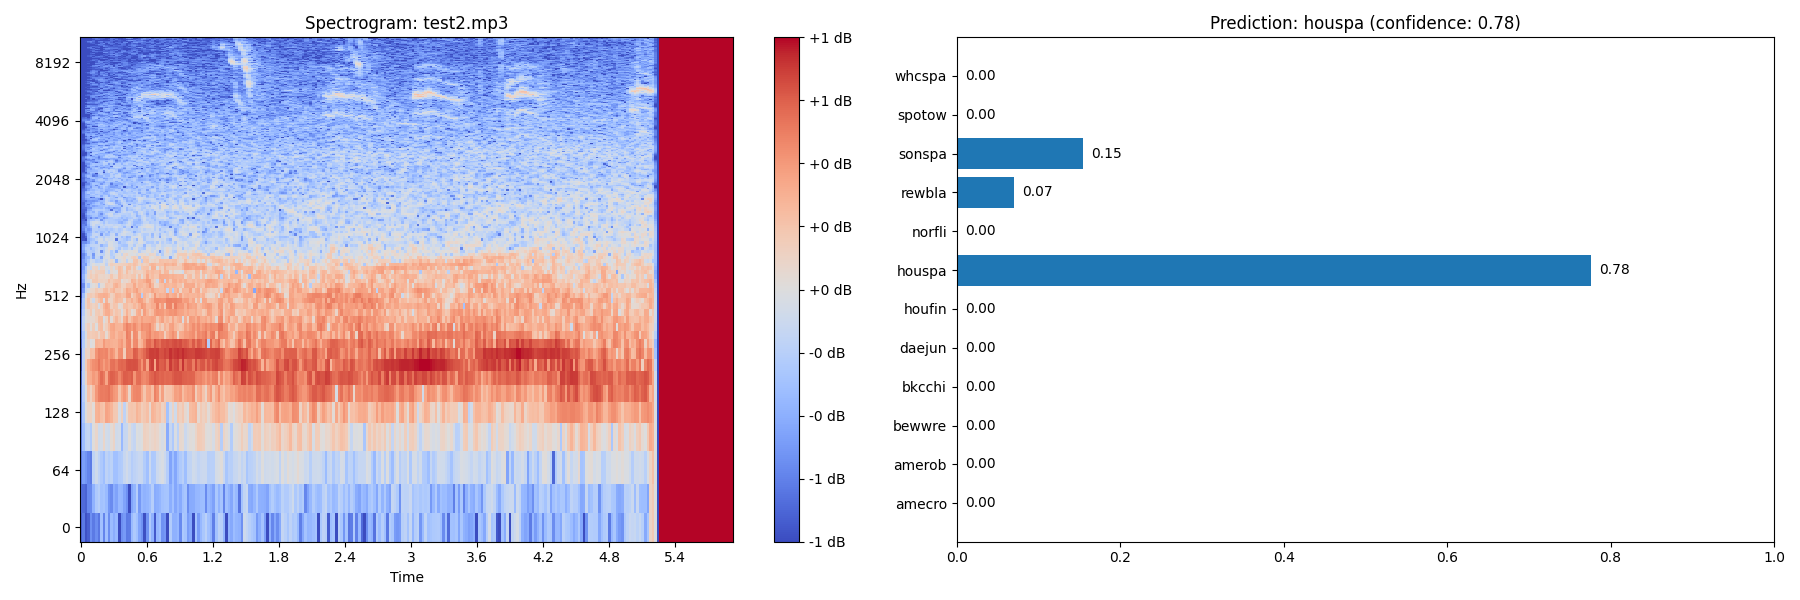 Spectrogram: test2.mp3
Hz
8192
4096
2048
1024
512
256
128
64
0
0 0.6 1.2 1.8 2.4 3 3.6 4.2 4.8 5.4
Time
+1 dB
+1 dB
+0 dB
+0 dB
+0 dB
-0 dB
-0 dB
-1 dB
-1 dB
Prediction: houspa (confidence: 0.78)
whcspa 0.00
spotow 0.00
sonspa 0.15
rewbla 0.07
norfli 0.00
houspa 0.78
houfin 0.00
daejun 0.00
bkcchi 0.00
bewwre 0.00
amerob 0.00
amecro 0.00
0.0 0.2 0.4 0.6 0.8 1.0